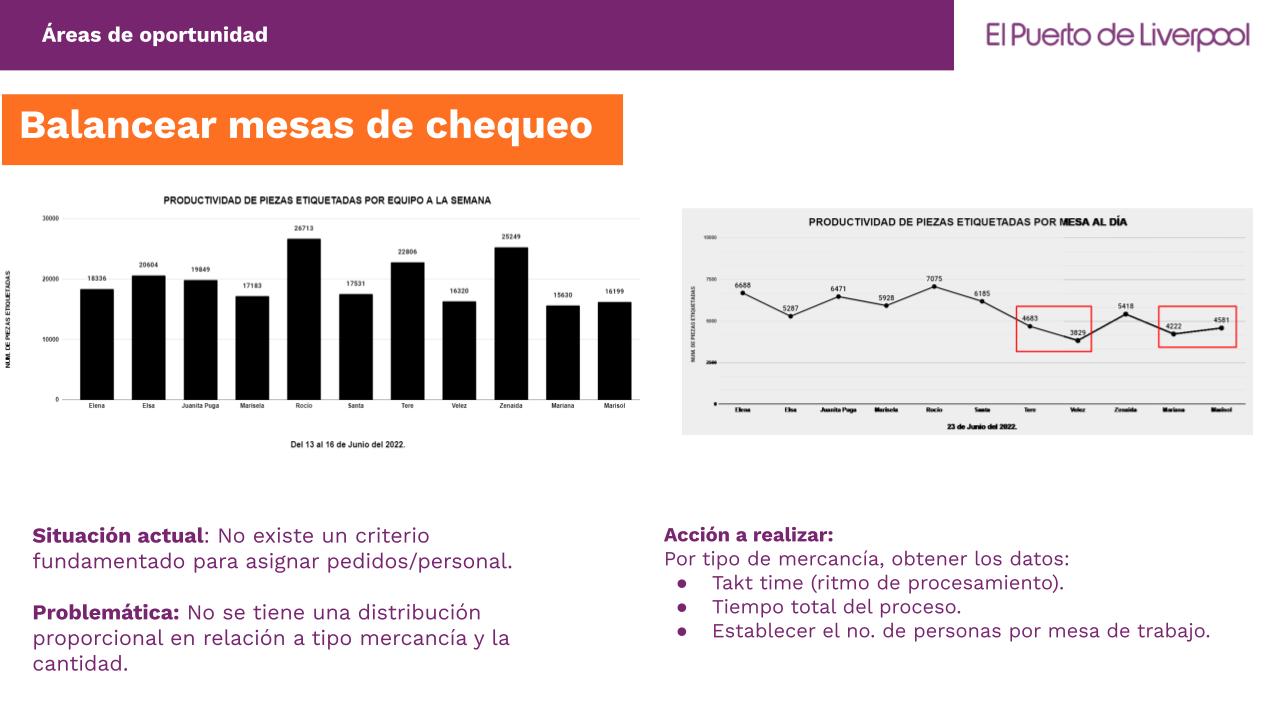 Áreas de oportunidad
El Puerto de Liverpool
Balancear mesas de chequeo
PRODUCTIVIDAD DE PIEZAS ETIQUETADAS POR EQUIPO A LA SEMANA
NUM. DE PIEZAS ETIQUETADAS
30000
20000
10000
0
18336
20604
19849
17183
26713
17531
22806
16320
25249
15630
16199
Elena
Elsa
Juanita Puga
Marisela
Rocío
Santa
Tere
Velez
Zenaida
Mariana
Marisol
Del 13 al 16 de Junio del 2022.
PRODUCTIVIDAD DE PIEZAS ETIQUETADAS POR MESA AL DÍA
NUM. DE PIEZAS ETIQUETADAS
10000
7500
5000
2500
0
6688
5287
6471
5928
7075
6185
4683
3829
5418
4222
4581
Elena
Elsa
Juanita Puga
Marisela
Rocío
Santa
Tere
Velez
Zenaida
Mariana
Marisol
23 de Junio del 2022.
Situación actual: No existe un criterio
fundamentado para asignar pedidos/personal.
Problemática: No se tiene una distribución
proporcional en relación a tipo mercancía y la
cantidad.
Acción a realizar:
Por tipo de mercancía, obtener los datos:
● Takt time (ritmo de procesamiento).
● Tiempo total del proceso.
● Establecer el no. de personas por mesa de trabajo.